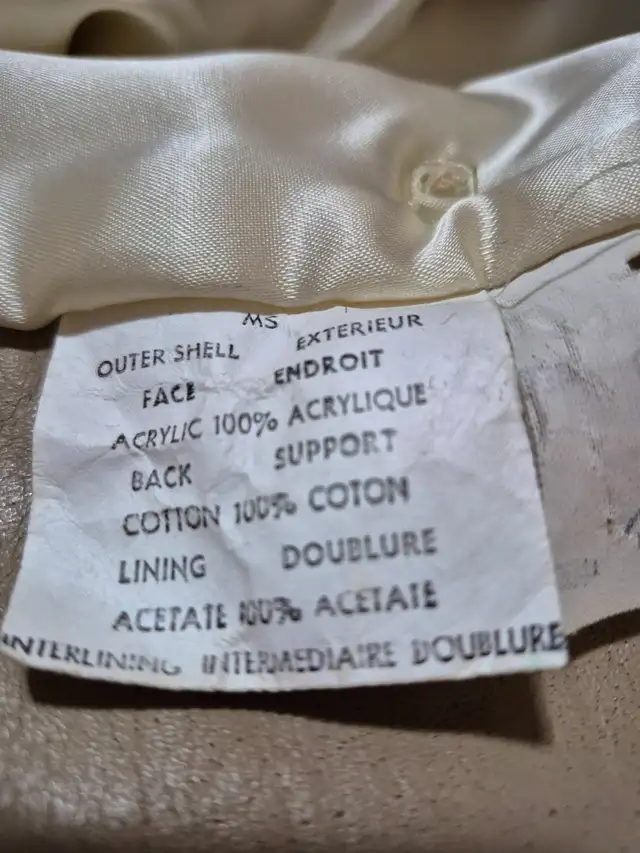 MS
OUTER SHELL EXTERIEUR
FACE ENDROIT
ACRYLIC 100% ACRYLIQUE
BACK SUPPORT
COTTON 100% COTON
LINING DOUBLURE
ACETATE 100% ACETATE
INTERLINING INTERMEDIAIRE DOUBLURE